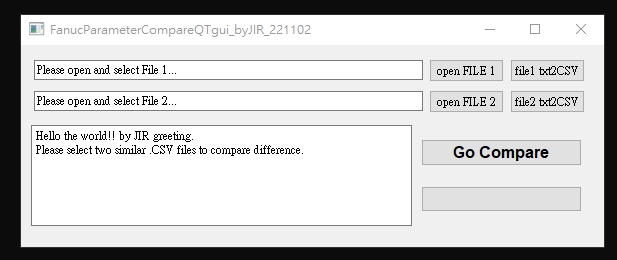 FanucParameterCompareQTgui_byJIR_221102
Please open and select File 1...
open FILE 1
file1 txt2CSV
Please open and select File 2...
open FILE 2
file2 txt2CSV
Hello the world!! by JIR greeting.
Please select two similar .CSV files to compare difference.
Go Compare